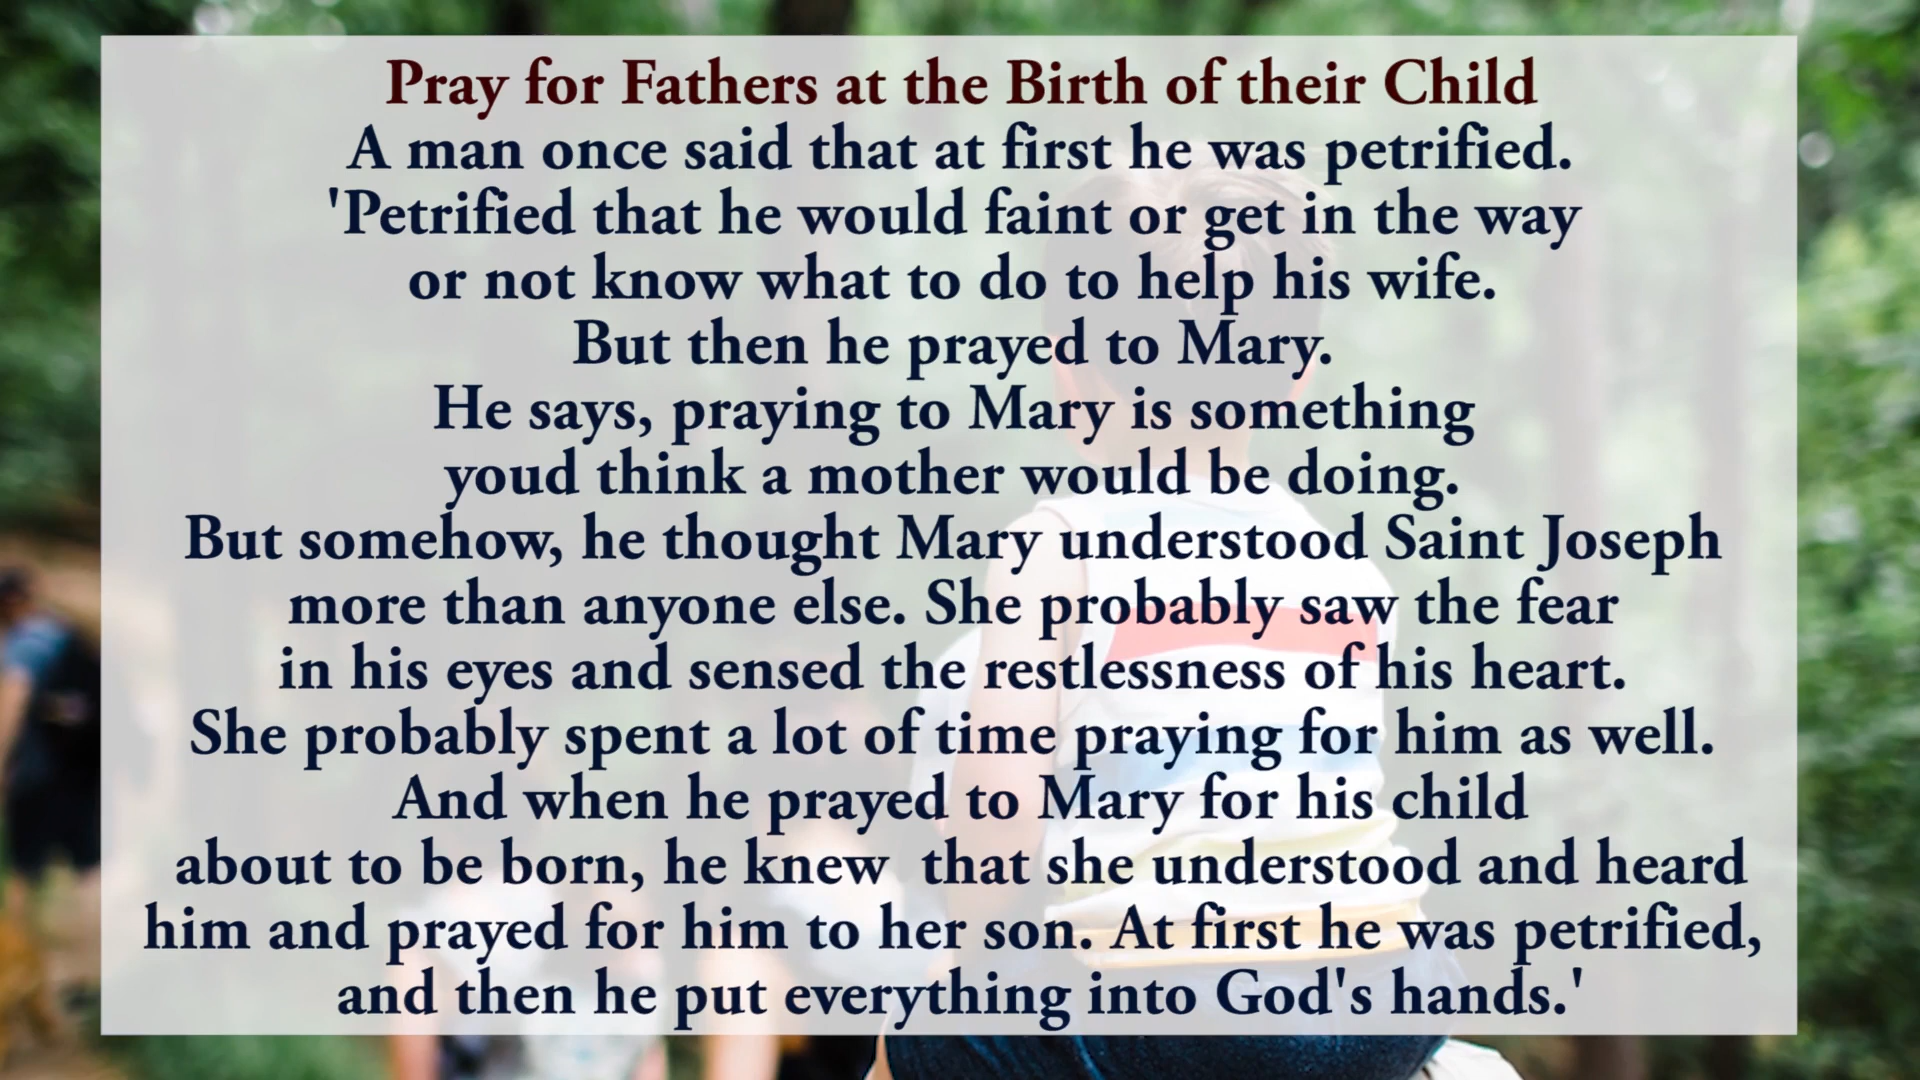 Pray for Fathers at the Birth of their Child
A man once said that at first he was petrified.
'Petrified that he would faint or get in the way
or not know what to do to help his wife.
But then he prayed to Mary.
He says, praying to Mary is something
youd think a mother would be doing.
But somehow, he thought Mary understood Saint Joseph
more than anyone else. She probably saw the fear
in his eyes and sensed the restlessness of his heart.
She probably spent a lot of time praying for him as well.
And when he prayed to Mary for his child
about to be born, he knew  that she understood and heard
him and prayed for him to her son. At first he was petrified,
and then he put everything into God's hands.'